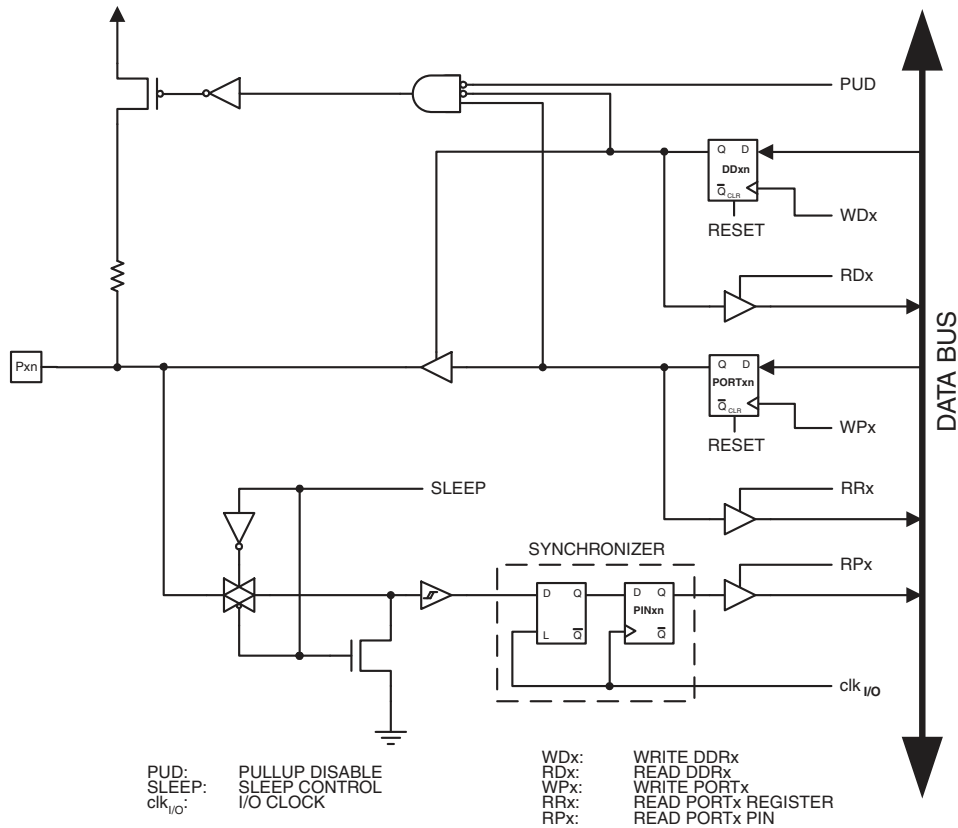 PUD
Q D
DDxn
Q CLR
WDx
RESET
RDx
DATA BUS
Pxn
Q D
PORTxn
Q CLR
WPx
RESET
SLEEP
RRx
SYNCHRONIZER
RPx
D Q
L Q
D Q
PINxn
Q
clk I/O
PUD: PULLUP DISABLE
SLEEP: SLEEP CONTROL
clk I/O: I/O CLOCK
WDx: WRITE DDRx
RDx: READ DDRx
WPx: WRITE PORTx
RRx: READ PORTx REGISTER
RPx: READ PORTx PIN